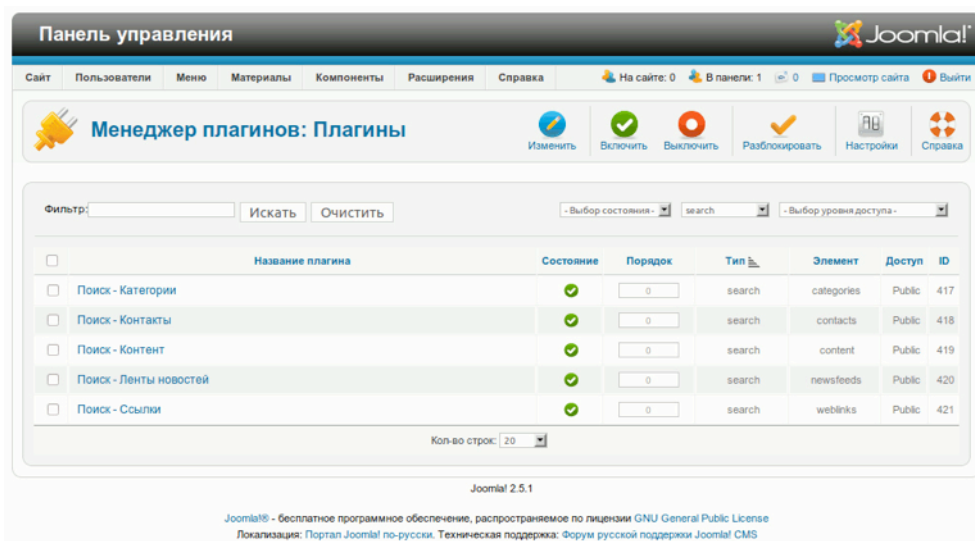 Панель управления Joomla!
Сайт Пользователи Меню Материалы Компоненты Расширения Справка На сайте: 0 В панели: 1 0 Просмотр сайта Выйти
Менеджер плагинов: Плагины Изменить Включить Выключить Разблокировать Настройки Справка
Фильтр: Искать Очистить - Выбор состояния - search - Выбор уровня доступа -
Название плагина Состояние Порядок Тип Элемент Доступ ID
Поиск - Категории 0 search categories Public 417
Поиск - Контакты 0 search contacts Public 418
Поиск - Контент 0 search content Public 419
Поиск - Ленты новостей 0 search newsfeeds Public 420
Поиск - Ссылки 0 search weblinks Public 421
Кол-во строк: 20
Joomla! 2.5.1
Joomla!® - бесплатное программное обеспечение, распространяемое по лицензии GNU General Public License
Локализация: Портал Joomla! по-русски. Техническая поддержка: Форум русской поддержки Joomla! CMS